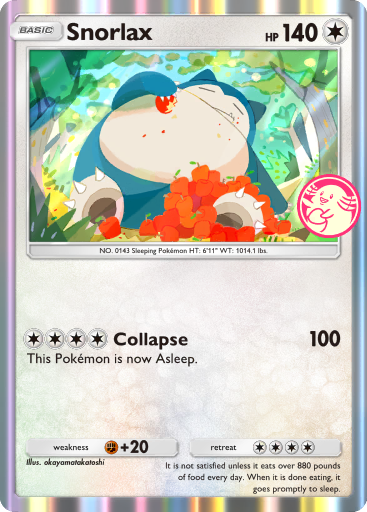 BASIC Snorlax HP 140
NO. 0143 Sleeping Pokémon HT: 6'11" WT: 1014.1 lbs.
Collapse 100
This Pokémon is now Asleep.
weakness +20 retreat
Illus. okayamatakatoshi
It is not satisfied unless it eats over 880 pounds
of food every day. When it is done eating, it
goes promptly to sleep.